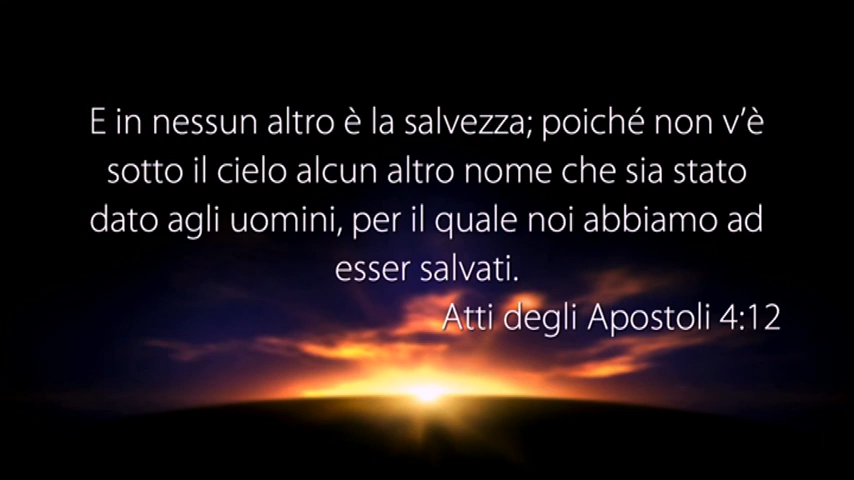 E in nessun altro è la salvezza; poiché non v’è
sotto il cielo alcun altro nome che sia stato
dato agli uomini, per il quale noi abbiamo ad
esser salvati.
Atti degli Apostoli 4:12